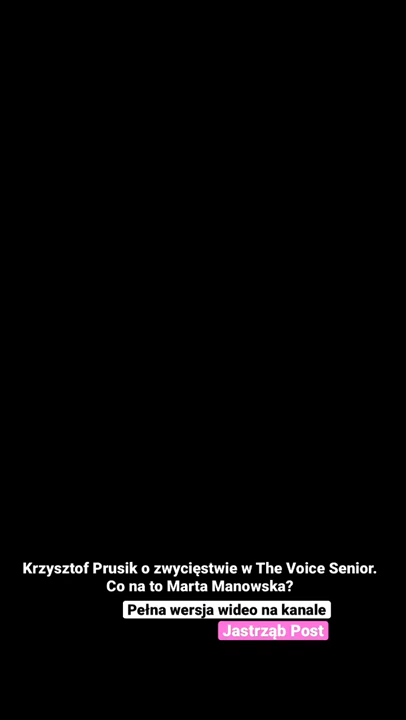 Krzysztof Prusik o zwycięstwie w The Voice Senior.
Co na to Marta Manowska?
Pełna wersja wideo na kanale
Jastrząb Post